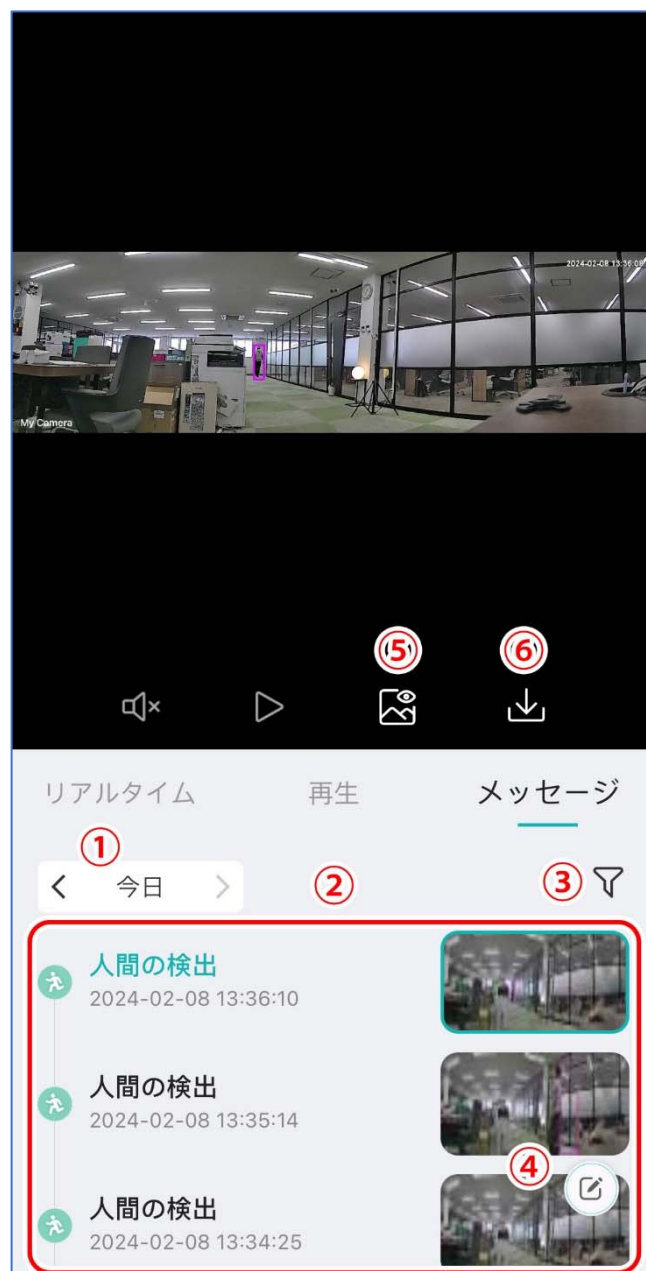 2024-02-08 13:36:08
My Camera
⑤ ⑥
リアルタイム 再生 メッセージ
①
今日 ② ③
人間の検出
2024-02-08 13:36:10
人間の検出
2024-02-08 13:35:14
④
人間の検出
2024-02-08 13:34:25